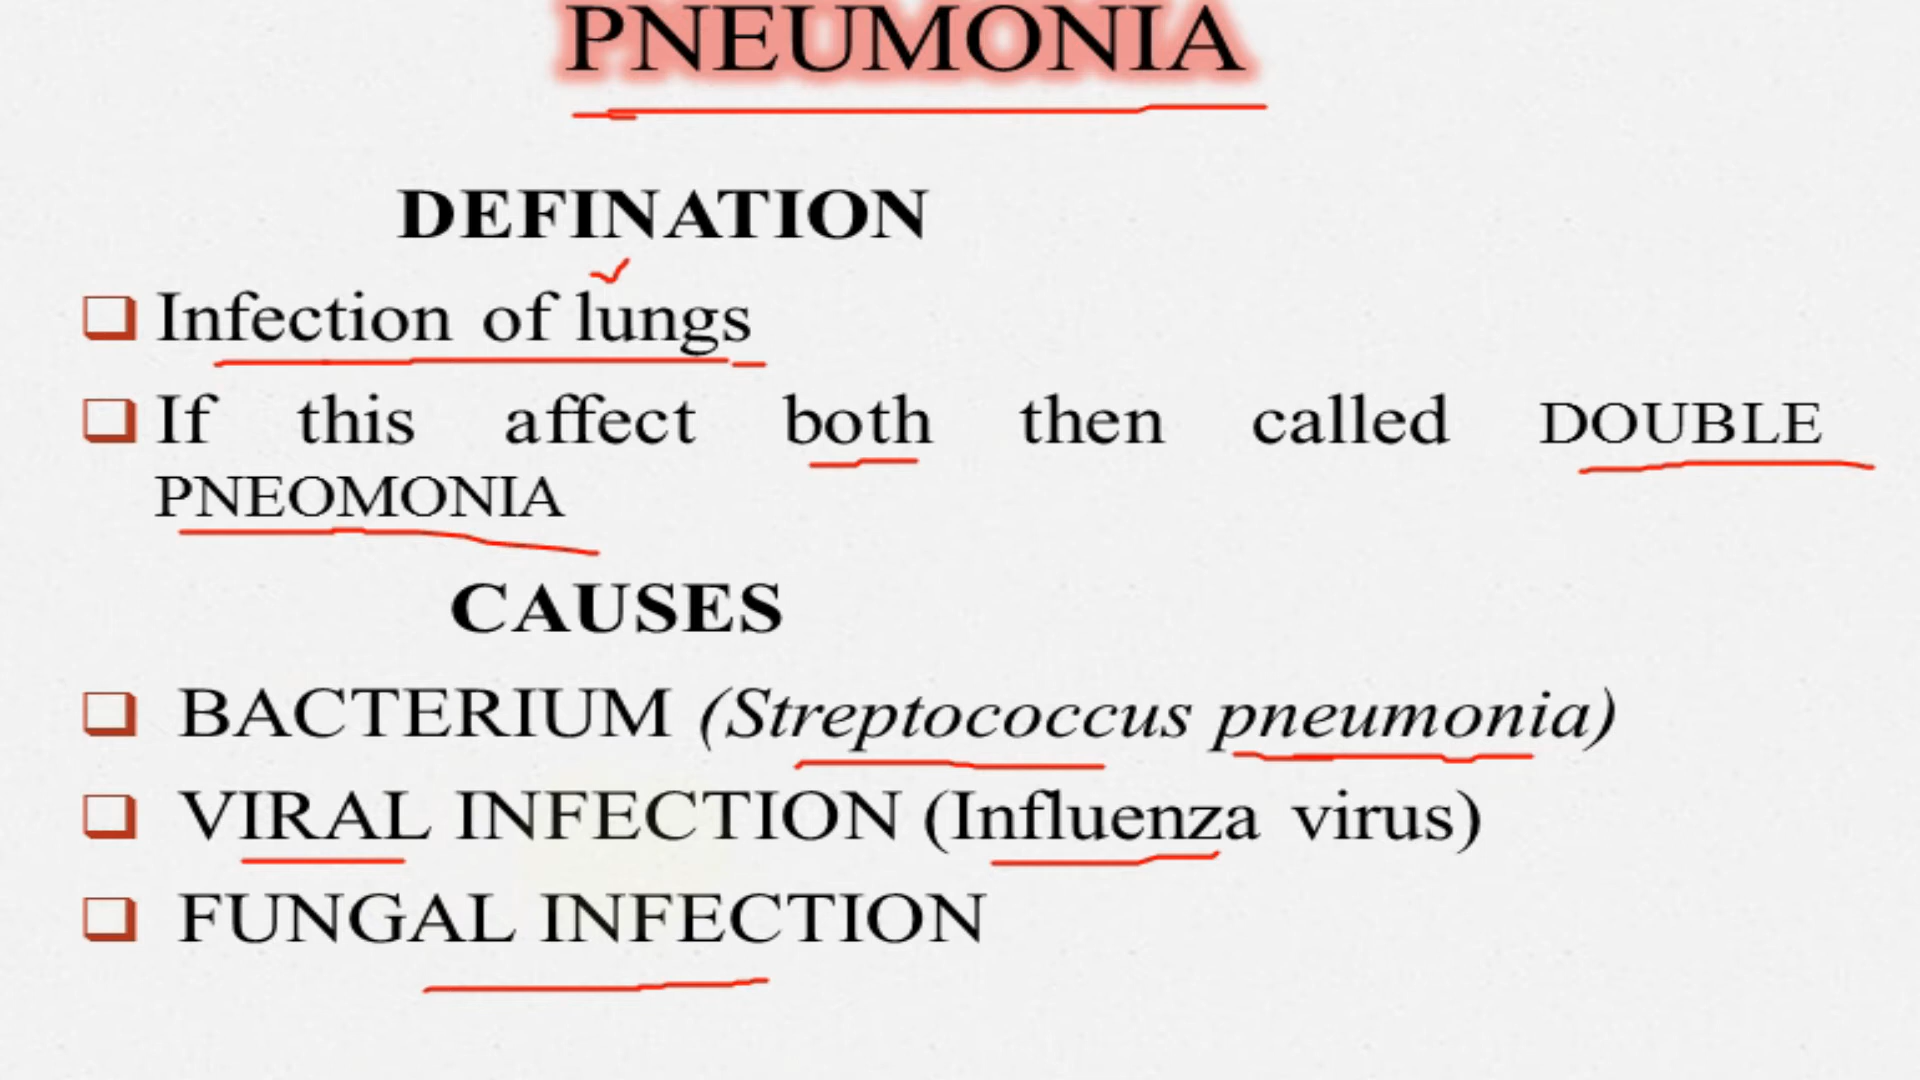 PNEUMONIA
DEFINATION
Infection of lungs
If this affect both then called DOUBLE
PNEOMONIA
CAUSES
BACTERIUM (Streptococcus pneumonia)
VIRAL INFECTION (Influenza virus)
FUNGAL INFECTION